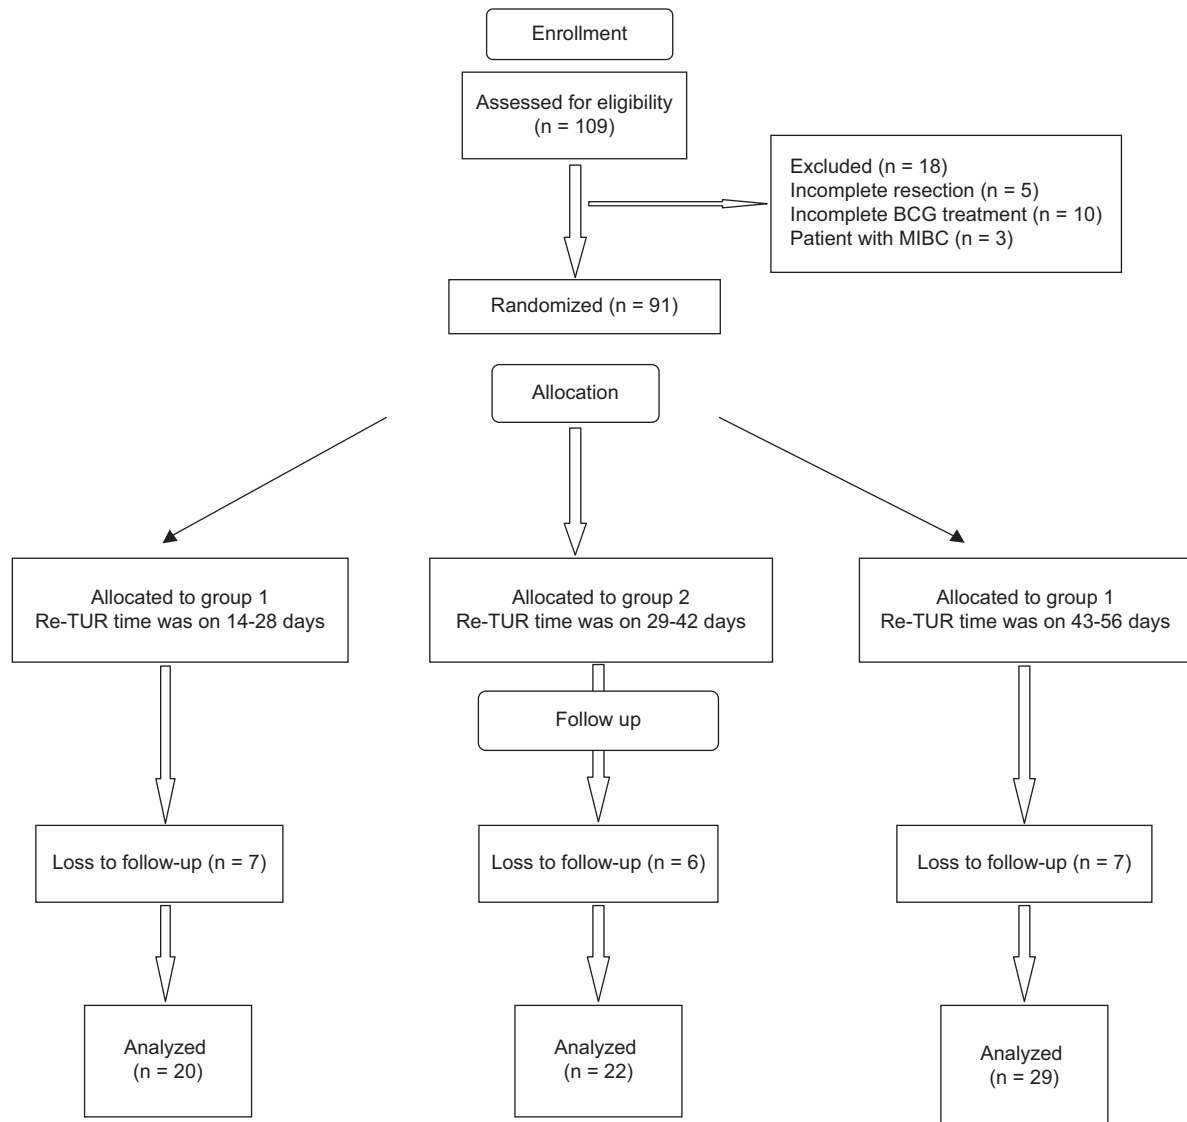 Enrollment
Assessed for eligibility
(n = 109)
Excluded (n = 18)
Incomplete resection (n = 5)
Incomplete BCG treatment (n = 10)
Patient with MIBC (n = 3)
Randomized (n = 91)
Allocation
Allocated to group 1
Re-TUR time was on 14-28 days
Allocated to group 2
Re-TUR time was on 29-42 days
Allocated to group 1
Re-TUR time was on 43-56 days
Follow up
Loss to follow-up (n = 7)
Loss to follow-up (n = 6)
Loss to follow-up (n = 7)
Analyzed
(n = 20)
Analyzed
(n = 22)
Analyzed
(n = 29)